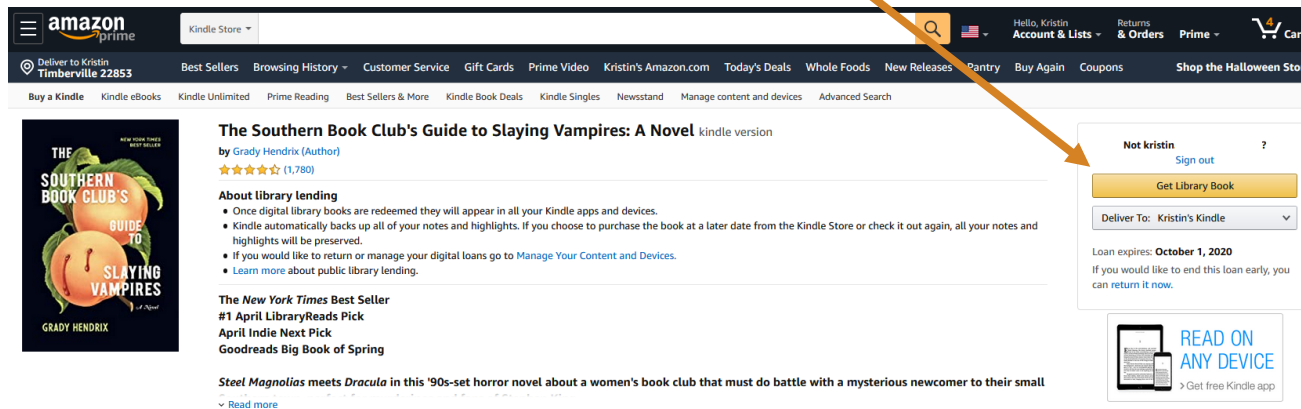 amazon
prime
Kindle Store
Hello, Kristin
Account & Lists
Returns
& Orders
Prime
4
Car
Deliver to Kristin
Timberville 22853
Best Sellers Browsing History Customer Service Gift Cards Prime Video Kristin's Amazon.com Today's Deals Whole Foods New Releases Pantry Buy Again Coupons Shop the Halloween Sto
Buy a Kindle Kindle eBooks Kindle Unlimited Prime Reading Best Sellers & More Kindle Book Deals Kindle Singles Newsstand Manage content and devices Advanced Search
NEW YORK TIMES
BEST SELLER
THE
SOUTHERN
BOOK CLUB'S
GUIDE
TO
SLAYING
VAMPIRES
A Novel
GRADY HENDRIX
The Southern Book Club's Guide to Slaying Vampires: A Novel kindle version
by Grady Hendrix (Author)
(1,780)
About library lending
• Once digital library books are redeemed they will appear in all your Kindle apps and devices.
• Kindle automatically backs up all of your notes and highlights. If you choose to purchase the book at a later date from the Kindle Store or check it out again, all your notes and
highlights will be preserved.
• If you would like to return or manage your digital loans go to Manage Your Content and Devices.
• Learn more about public library lending.
The New York Times Best Seller
#1 April LibraryReads Pick
April Indie Next Pick
Goodreads Big Book of Spring
Steel Magnolias meets Dracula in this '90s-set horror novel about a women's book club that must do battle with a mysterious newcomer to their small
Read more
Not kristin ?
Sign out
Get Library Book
Deliver To: Kristin's Kindle
Loan expires: October 1, 2020
If you would like to end this loan early, you
can return it now.
READ ON
ANY DEVICE
›Get free Kindle app